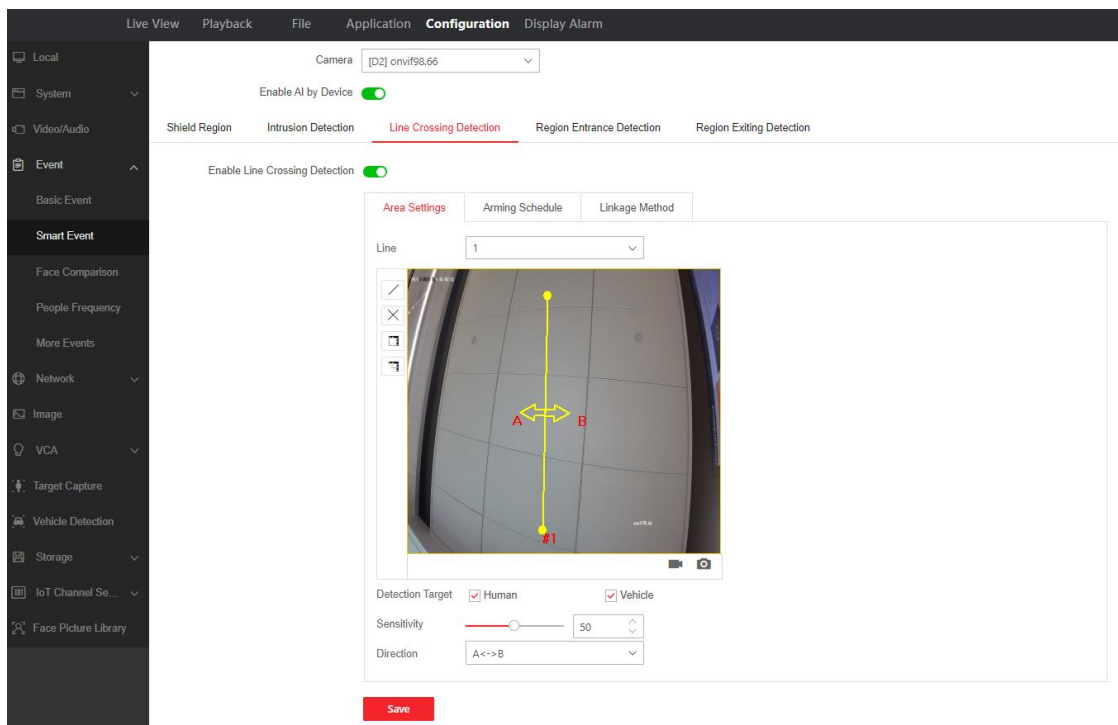 Live View Playback File Application Configuration Display Alarm
Local
System
Video/Audio
Event
Basic Event
Smart Event
Face Comparison
People Frequency
More Events
Network
Image
VCA
Target Capture
Vehicle Detection
Storage
IoT Channel Se...
Face Picture Library
Camera [D2] onvif98.66
Enable AI by Device
Shield Region Intrusion Detection Line Crossing Detection Region Entrance Detection Region Exiting Detection
Enable Line Crossing Detection
Area Settings Arming Schedule Linkage Method
Line 1
A B
#1
Detection Target Human Vehicle
Sensitivity 50
Direction A<->B
Save